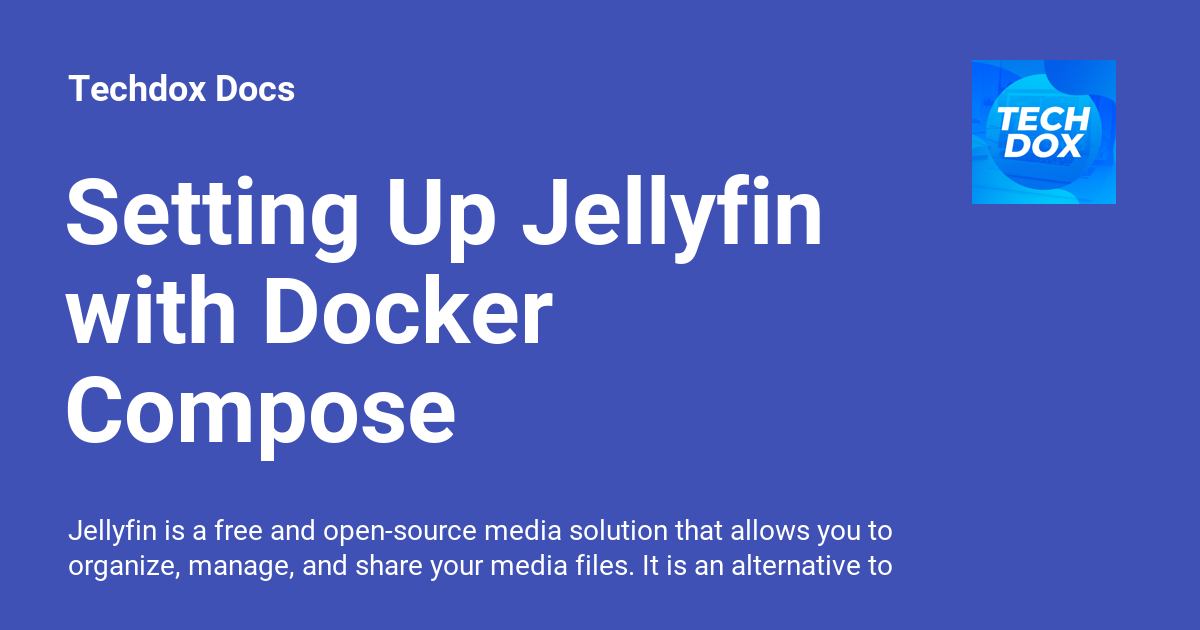 Techdox Docs
TECH
DOX
Setting Up Jellyfin
with Docker
Compose
Jellyfin is a free and open-source media solution that allows you to
organize, manage, and share your media files. It is an alternative to